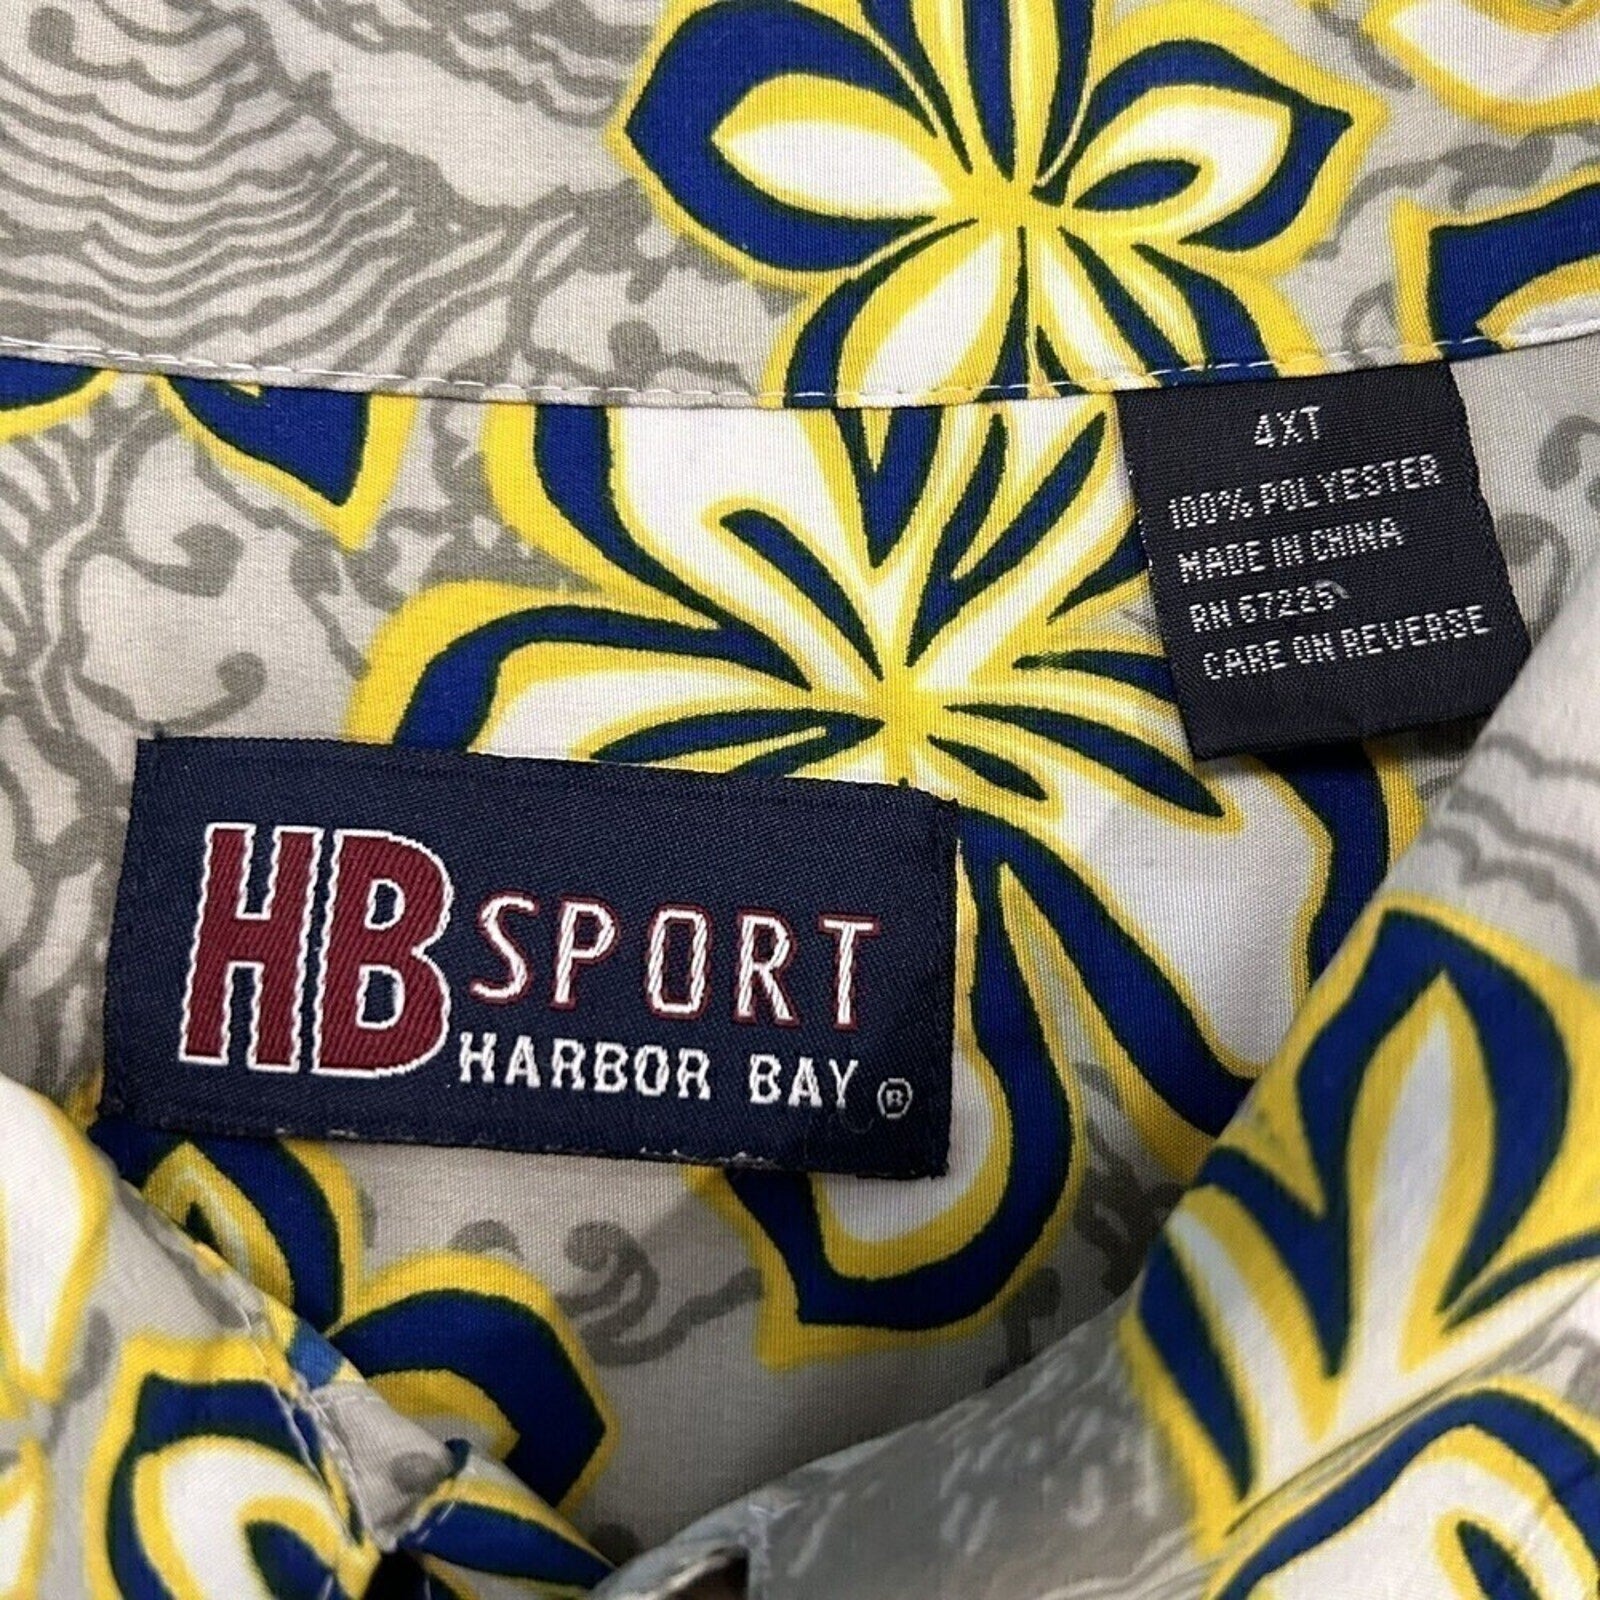 4XT
100% POLYESTER
MADE IN CHINA
RN 67225
CARE ON REVERSE
HB SPORT
HARBOR BAY ®